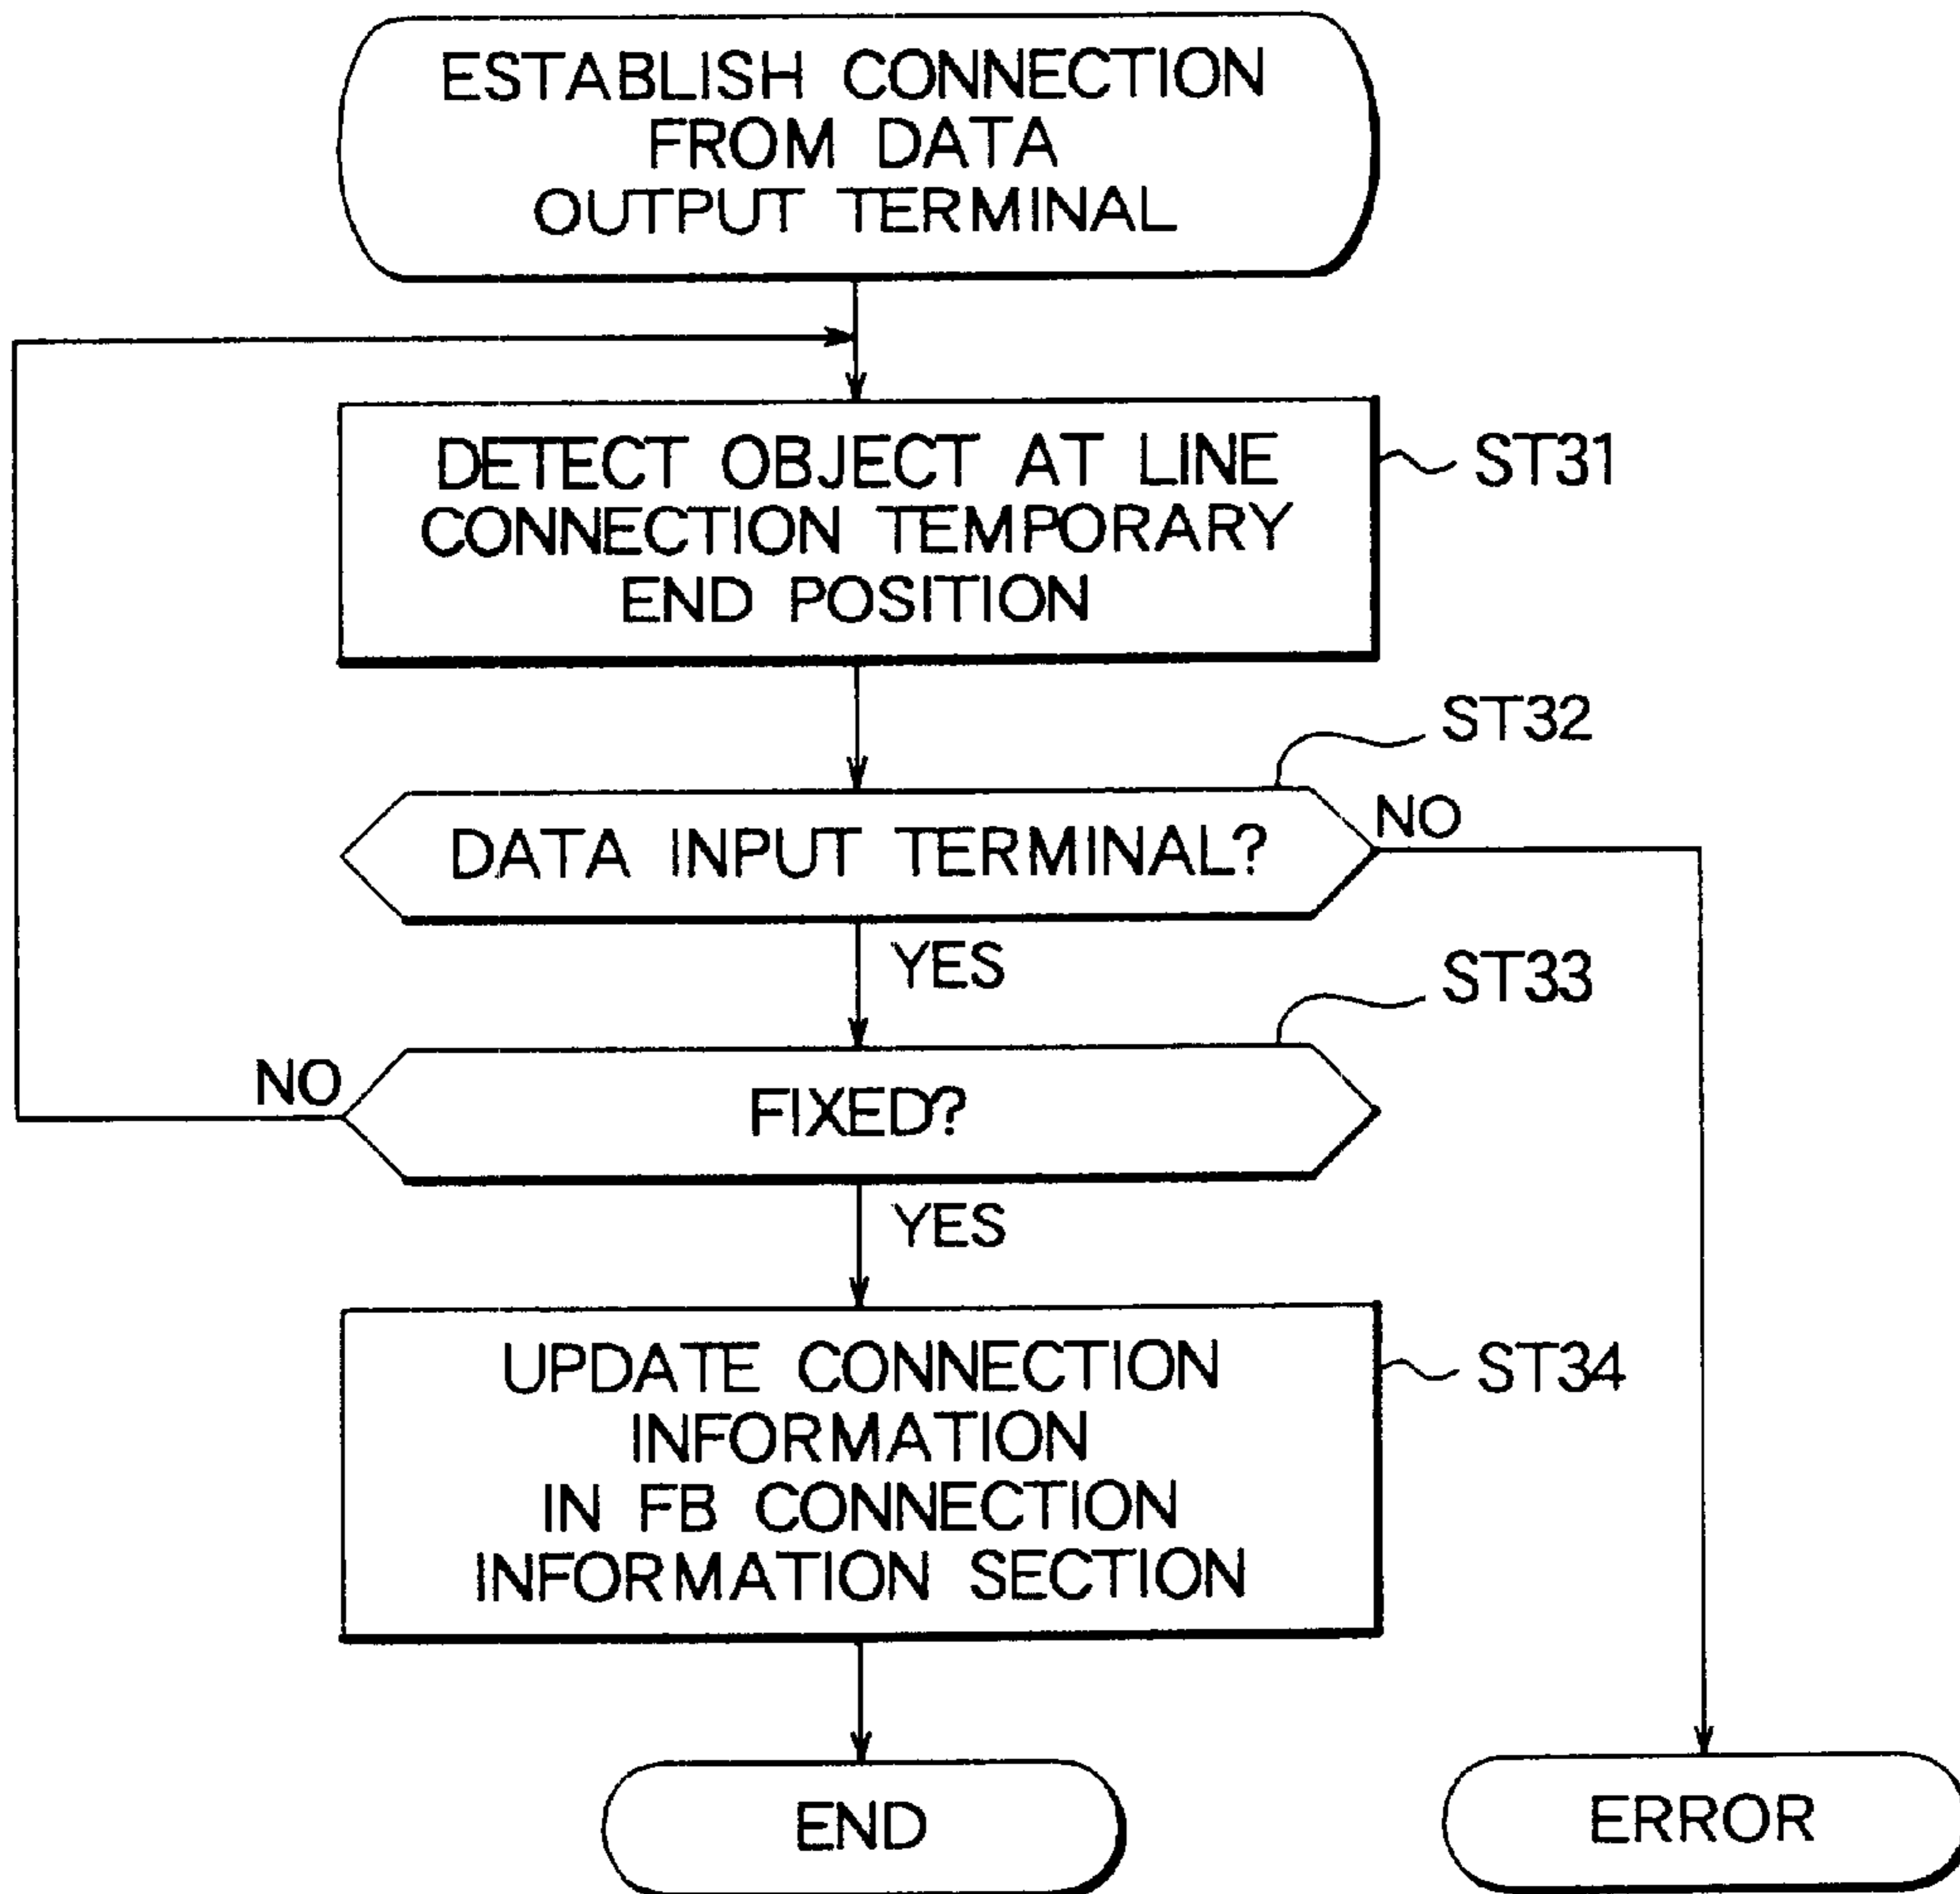 ESTABLISH CONNECTION
FROM DATA
OUTPUT TERMINAL
DETECT OBJECT AT LINE
CONNECTION TEMPORARY
END POSITION
ST31
ST32
DATA INPUT TERMINAL?
NO
YES
ST33
NO
FIXED?
YES
UPDATE CONNECTION
INFORMATION
IN FB CONNECTION
INFORMATION SECTION
ST34
END
ERROR